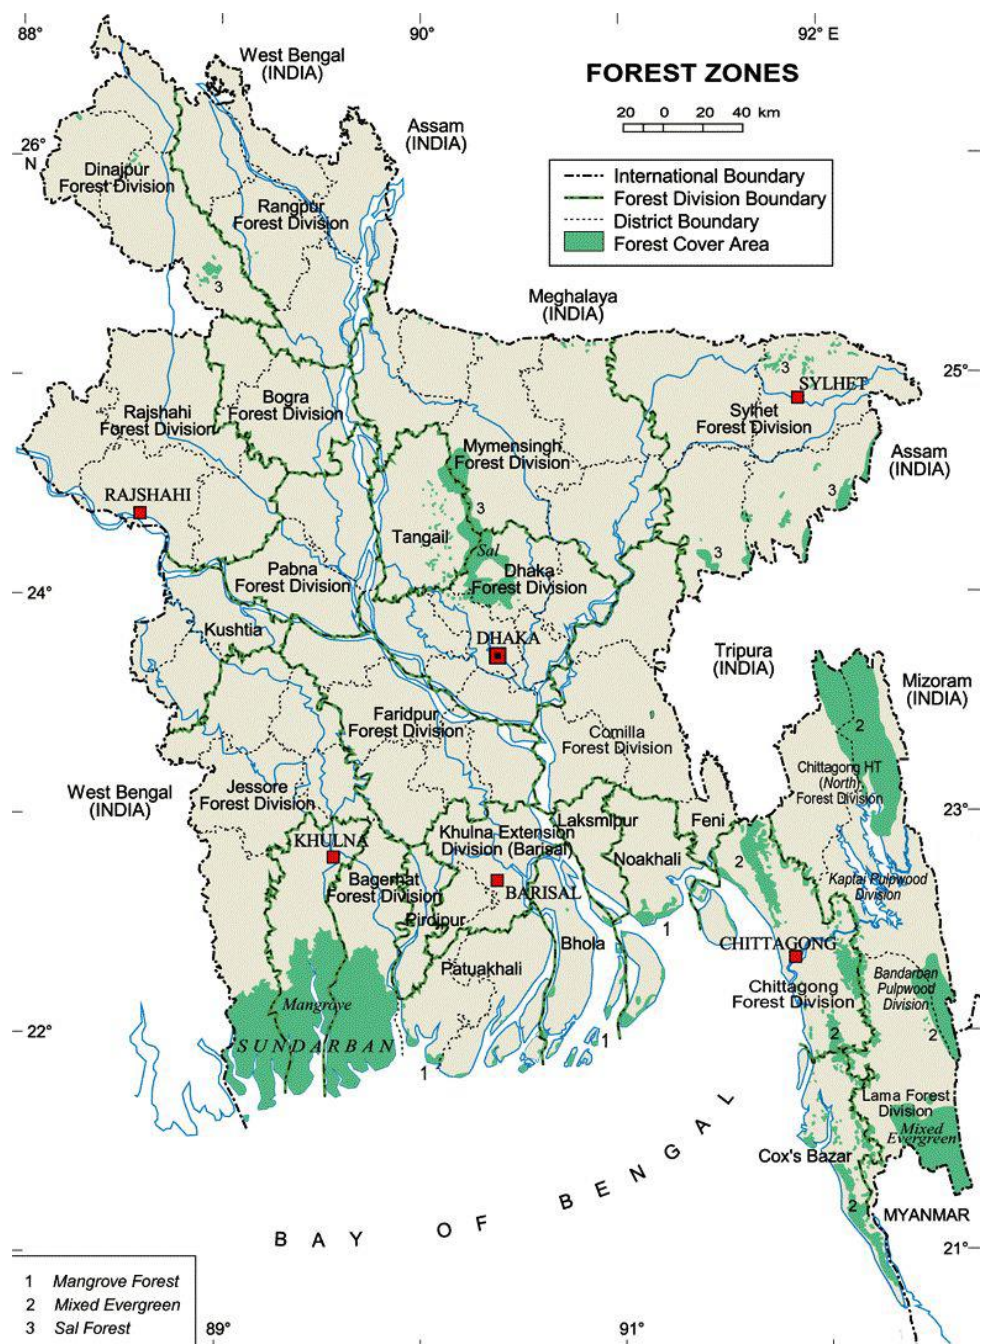 88°
90°
92° E
West Bengal
(INDIA)
FOREST ZONES
20 0 20 40 km
Assam
(INDIA)
26°
N
International Boundary
Forest Division Boundary
District Boundary
Forest Cover Area
Dinajpur
Forest Division
Rangpur
Forest Division
3
Meghalaya
(INDIA)
25°
3
SYLHET
Sylhet
Forest Division
Bogra
Forest Division
Rajshahi
Forest Division
Mymensingh
Forest Division
Assam
(INDIA)
RAJSHAHI
3
3
Tangail
Sal
3
Dhaka
Forest Division
Pabna
Forest Division
24°
Kushtia
DHAKA
Tripura
(INDIA)
Mizoram
(INDIA)
Faridpur
Forest Division
Comilla
Forest Division
2
Chittagong HT
(North)
Forest Division
West Bengal
(INDIA)
Jessore
Forest Division
23°
Laksmipur
Feni
KHULNA
Khulna Extension
Division (Barisal)
Noakhali
2
Bagerhat
Forest Division
Kaptai Pulpwood
Division
BARISAL
Pirojpur
1
Bhola
CHITTAGONG
Patuakhali
Bandarban
Pulpwood
Division
Chittagong
Forest Division
Mangrove
22°
SUNDARBAN
1
1
2
2
Lama Forest
Division
Mixed
Evergreen
Cox's Bazar
2
MYANMAR
BAY OF BENGAL
21°
1 Mangrove Forest
2 Mixed Evergreen
3 Sal Forest
89°
91°